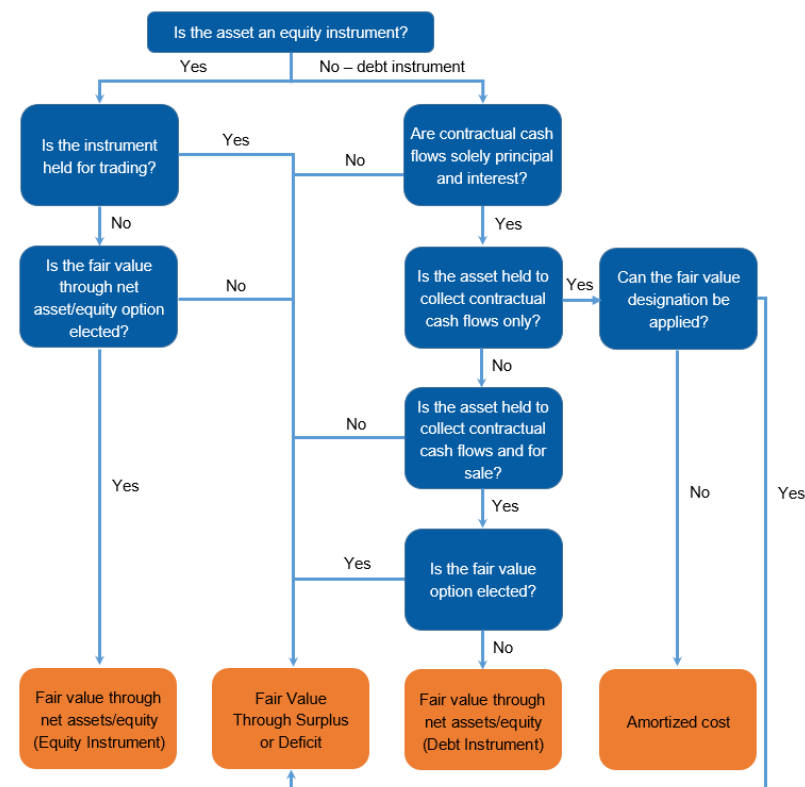 Is the asset an equity instrument?
Yes
No – debt instrument
Is the instrument
held for trading?
Yes
No
Are contractual cash
flows solely principal
and interest?
No
Yes
Is the fair value
through net
asset/equity option
elected?
No
Is the asset held to
collect contractual
cash flows only?
Yes
Can the fair value
designation be
applied?
No
Is the asset held to
collect contractual
cash flows and for
sale?
No
Yes
Yes
No
Yes
Is the fair value
option elected?
Yes
No
Fair value through
net assets/equity
(Equity Instrument)
Fair Value
Through Surplus
or Deficit
Fair value through
net assets/equity
(Debt Instrument)
Amortized cost